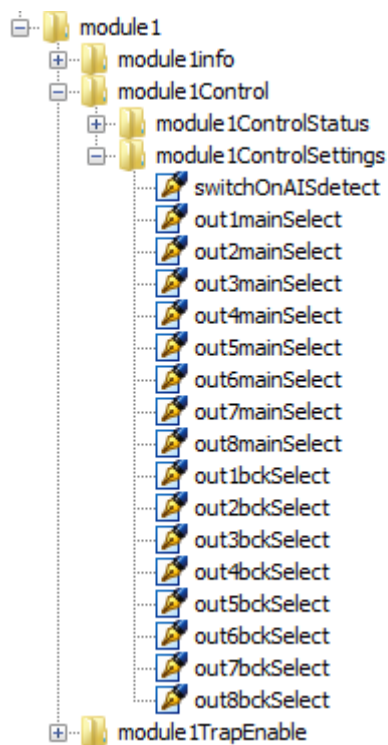 module1
module1info
module1Control
module1ControlStatus
module1ControlSettings
switchOnAISdetect
out1mainSelect
out2mainSelect
out3mainSelect
out4mainSelect
out5mainSelect
out6mainSelect
out7mainSelect
out8mainSelect
out1bckSelect
out2bckSelect
out3bckSelect
out4bckSelect
out5bckSelect
out6bckSelect
out7bckSelect
out8bckSelect
module1TrapEnable